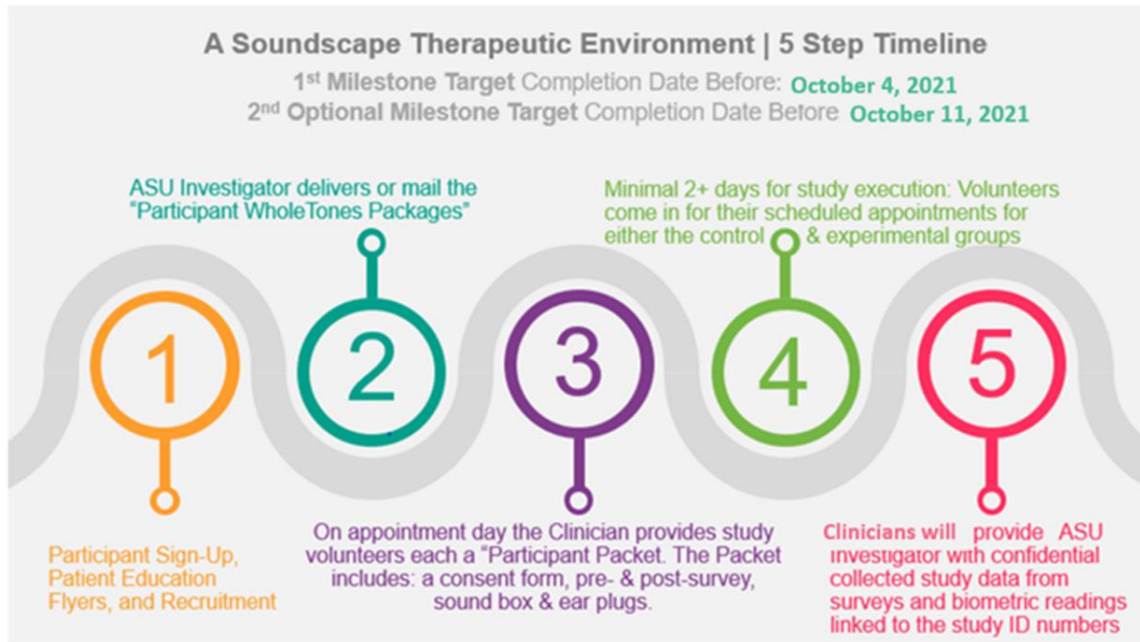 A Soundscape Therapeutic Environment | 5 Step Timeline
1st Milestone Target Completion Date Before: October 4, 2021
2nd Optional Milestone Target Completion Date Before October 11, 2021
ASU Investigator delivers or mail the
“Participant WholeTones Packages”
Minimal 2+ days for study execution: Volunteers
come in for their scheduled appointments for
either the control & experimental groups
1
2
3
4
5
Participant Sign-Up,
Patient Education
Flyers, and Recruitment
On appointment day the Clinician provides study
volunteers each a “Participant Packet. The Packet
includes: a consent form, pre- & post-survey,
sound box & ear plugs.
Clinicians will provide ASU
investigator with confidential
collected study data from
surveys and biometric readings
linked to the study ID numbers